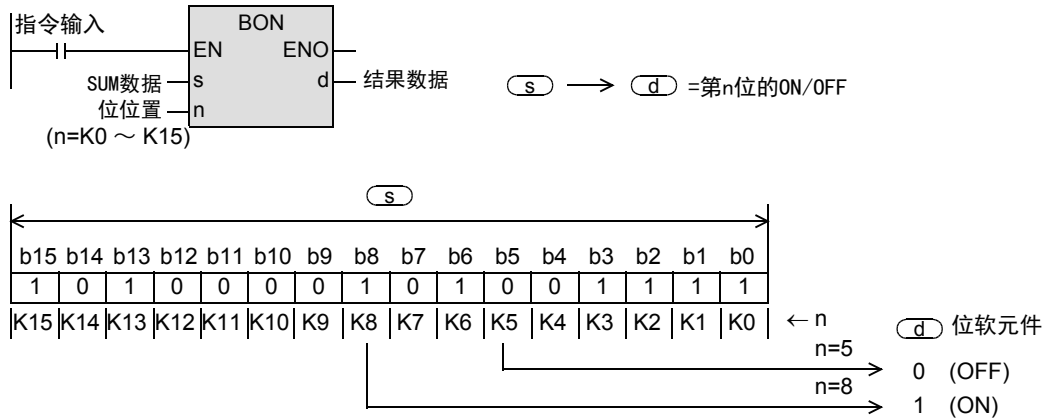 指令输入
BON
EN ENO
SUM数据 s d 结果数据
位位置 n
(n=K0 ～ K15)
s → d =第n位的ON/OFF
s
b15 b14 b13 b12 b11 b10 b9 b8 b7 b6 b5 b4 b3 b2 b1 b0
1 0 1 0 0 0 0 1 0 1 0 0 1 1 1 1
K15 K14 K13 K12 K11 K10 K9 K8 K7 K6 K5 K4 K3 K2 K1 K0 ←n
d 位软元件
n=5
0 (OFF)
n=8
1 (ON)